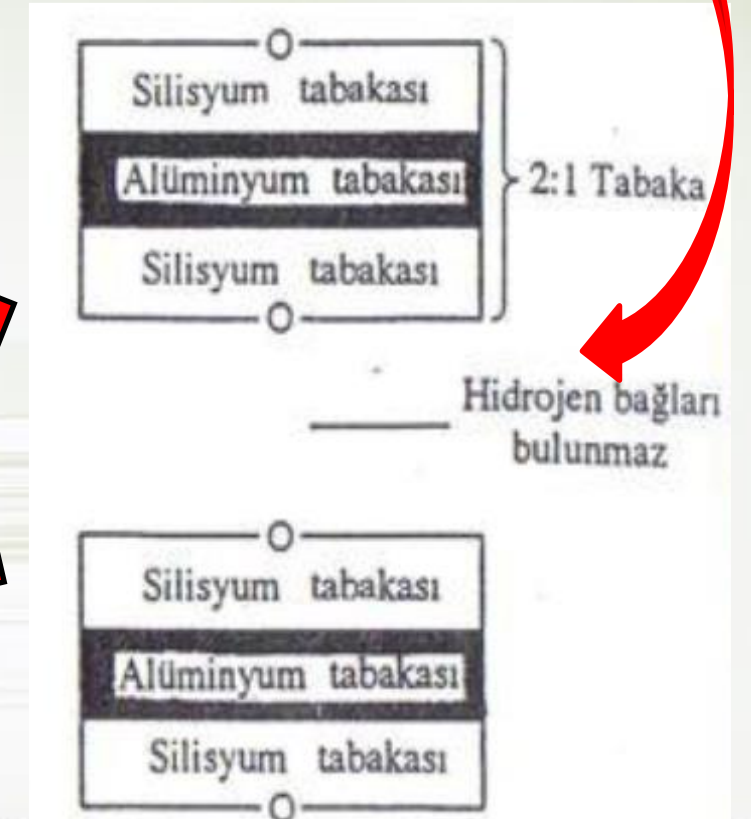 O
Silisyum tabakası
Alüminyum tabakası
2:1 Tabaka
Silisyum tabakası
O
Hidrojen bağları
bulunmaz
O
Silisyum tabakası
Alüminyum tabakası
Silisyum tabakası
O